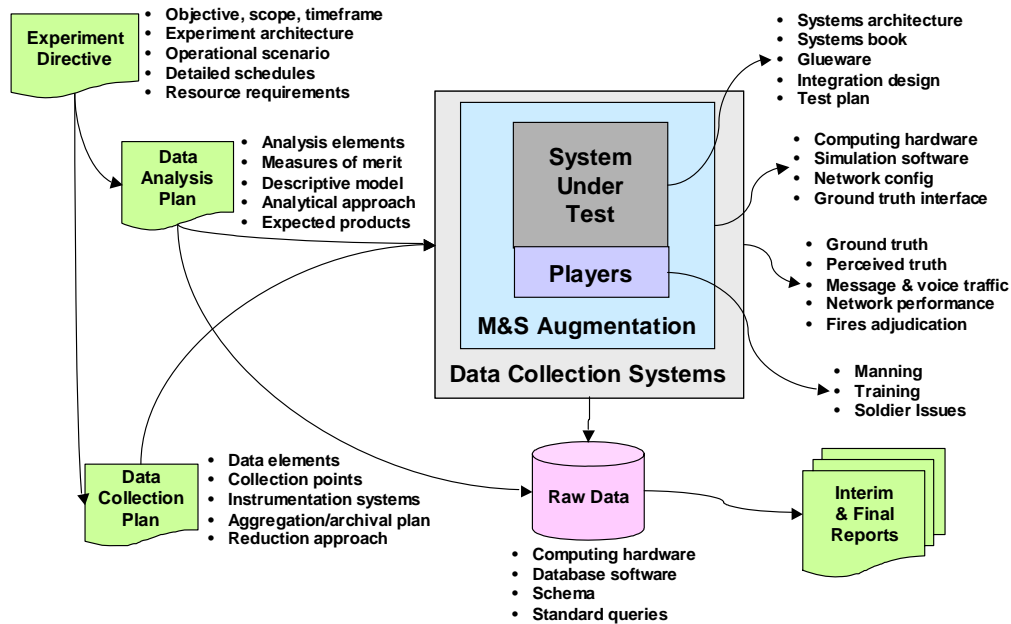 Experiment
Directive
• Objective, scope, timeframe
• Experiment architecture
• Operational scenario
• Detailed schedules
• Resource requirements
Data
Analysis
Plan
• Analysis elements
• Measures of merit
• Descriptive model
• Analytical approach
• Expected products
Data
Collection
Plan
• Data elements
• Collection points
• Instrumentation systems
• Aggregation/archival plan
• Reduction approach
System
Under
Test
Players
M&S Augmentation
Data Collection Systems
• Systems architecture
• Systems book
• Glueware
• Integration design
• Test plan
• Computing hardware
• Simulation software
• Network config
• Ground truth interface
• Ground truth
• Perceived truth
• Message & voice traffic
• Network performance
• Fires adjudication
• Manning
• Training
• Soldier Issues
Raw Data
• Computing hardware
• Database software
• Schema
• Standard queries
Interim
& Final
Reports